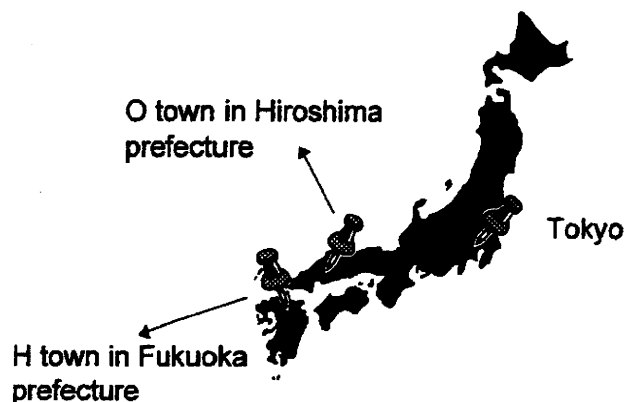 O town in Hiroshima
prefecture
Tokyo
H town in Fukuoka
prefecture